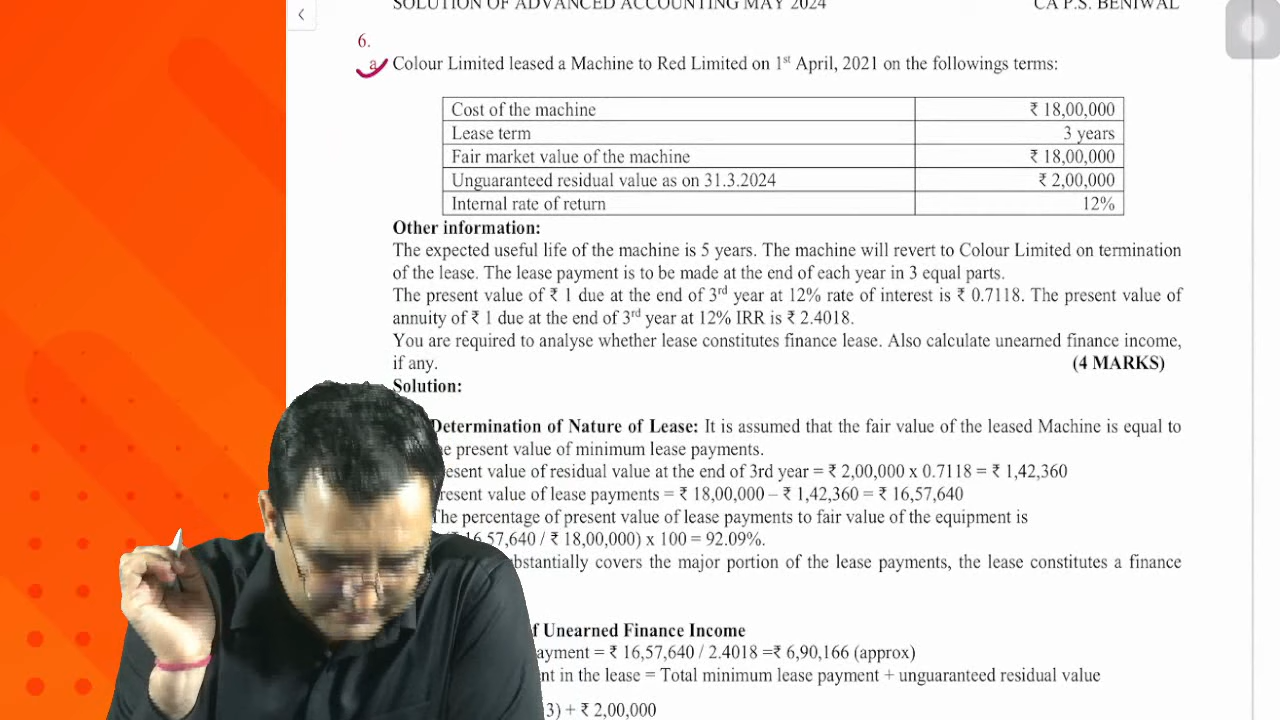 SOLUTION OF ADVANCED ACCOUNTING MAY 2024 CA P.S. BENIWAL
6.
a Colour Limited leased a Machine to Red Limited on 1st April, 2021 on the followings terms:
Cost of the machine ₹ 18,00,000
Lease term 3 years
Fair market value of the machine ₹ 18,00,000
Unguaranteed residual value as on 31.3.2024 ₹ 2,00,000
Internal rate of return 12%
Other information:
The expected useful life of the machine is 5 years. The machine will revert to Colour Limited on termination
of the lease. The lease payment is to be made at the end of each year in 3 equal parts.
The present value of ₹ 1 due at the end of 3rd year at 12% rate of interest is ₹ 0.7118. The present value of
annuity of ₹ 1 due at the end of 3rd year at 12% IRR is ₹ 2.4018.
You are required to analyse whether lease constitutes finance lease. Also calculate unearned finance income,
if any. (4 MARKS)
Solution:
Determination of Nature of Lease: It is assumed that the fair value of the leased Machine is equal to
present value of minimum lease payments.
value of residual value at the end of 3rd year = ₹ 2,00,000 x 0.7118 = ₹ 1,42,360
value of lease payments = ₹ 18,00,000 – ₹ 1,42,360 = ₹ 16,57,640
The percentage of present value of lease payments to fair value of the equipment is
16,57,640 / ₹ 18,00,000) x 100 = 92.09%.
covers the major portion of the lease payments, the lease constitutes a finance
Unearned Finance Income
= ₹ 16,57,640 / 2.4018 =₹ 6,90,166 (approx)
in the lease = Total minimum lease payment + unguaranteed residual value
3) + ₹ 2,00,000